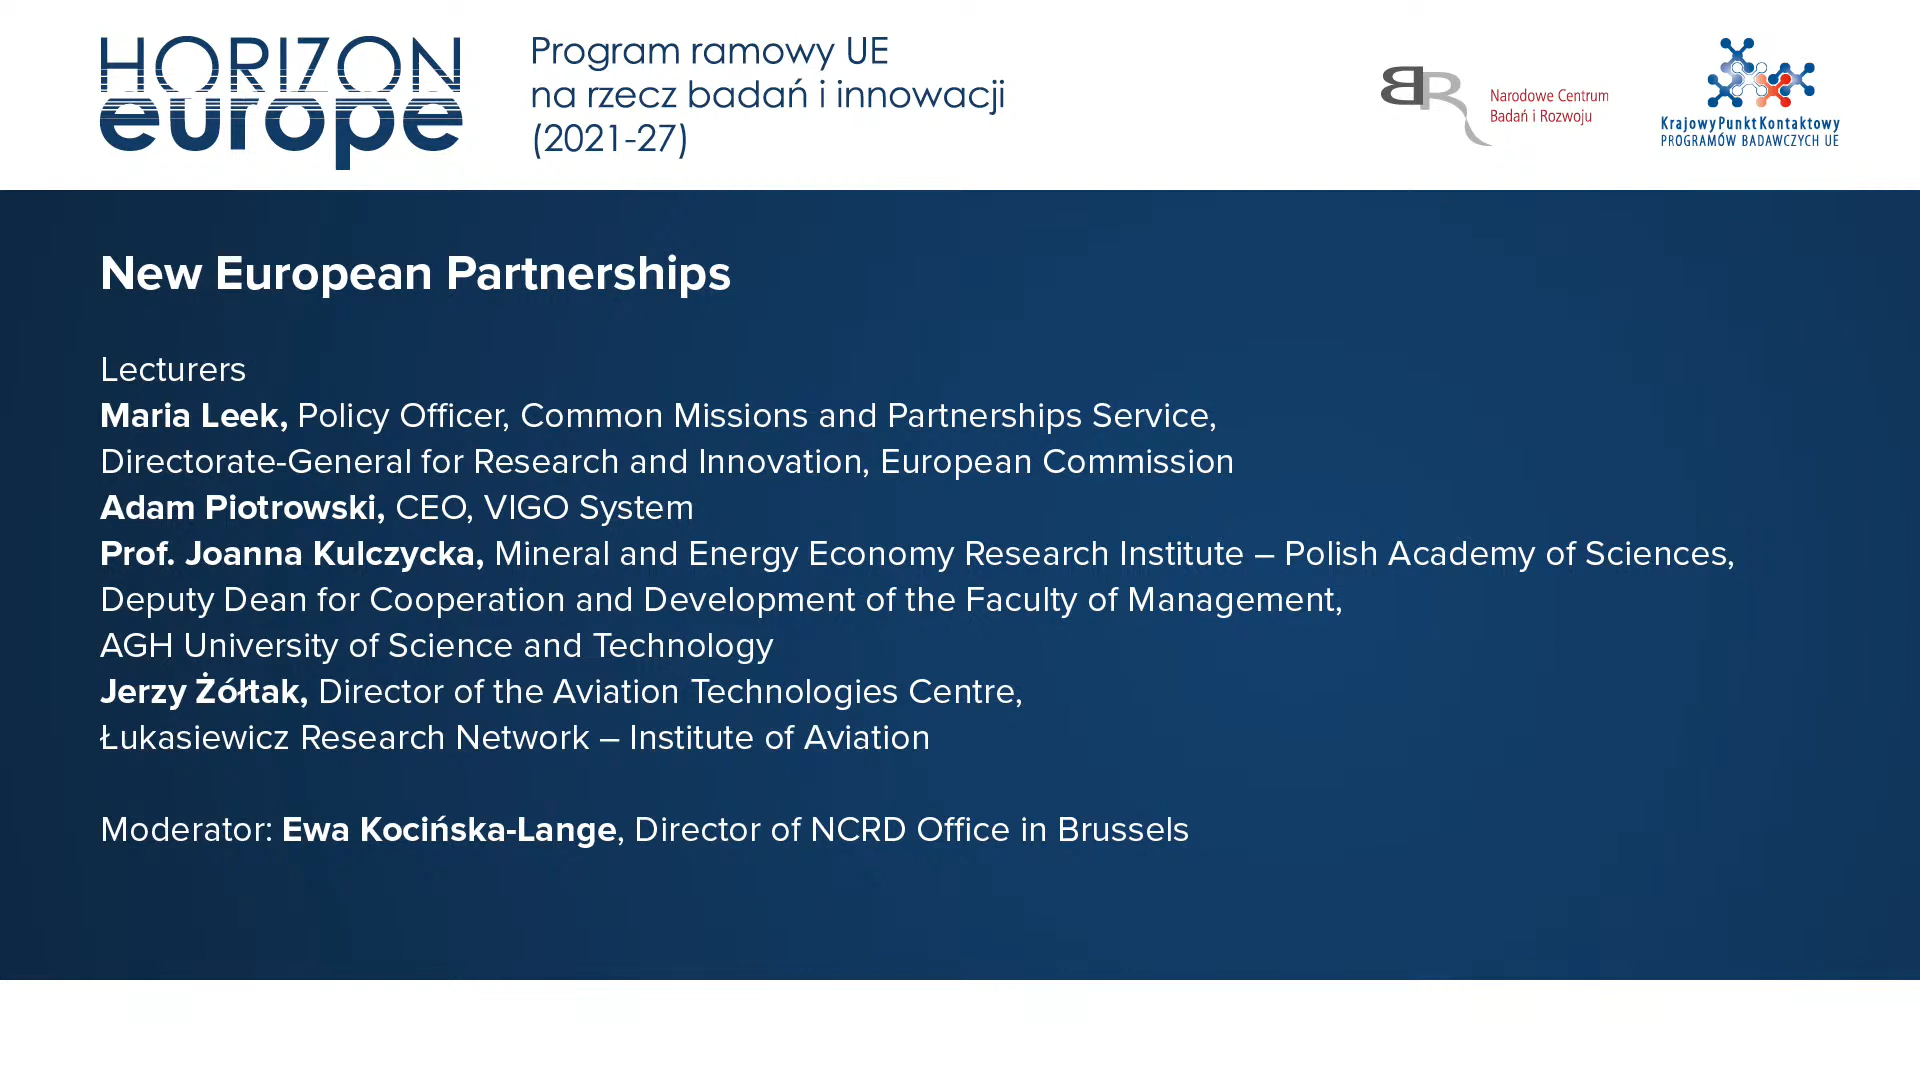 HORIZON
europe
Program ramowy UE
na rzecz badań i innowacji
(2021-27)
BR
Narodowe Centrum
Badań i Rozwoju
KrajowyPunktKontaktowy
PROGRAMÓW BADAWCZYCH UE
New European Partnerships
Lecturers
Maria Leek, Policy Officer, Common Missions and Partnerships Service,
Directorate-General for Research and Innovation, European Commission
Adam Piotrowski, CEO, VIGO System
Prof. Joanna Kulczycka, Mineral and Energy Economy Research Institute – Polish Academy of Sciences,
Deputy Dean for Cooperation and Development of the Faculty of Management,
AGH University of Science and Technology
Jerzy Żółtak, Director of the Aviation Technologies Centre,
Łukasiewicz Research Network – Institute of Aviation
Moderator: Ewa Kocińska-Lange, Director of NCRD Office in Brussels